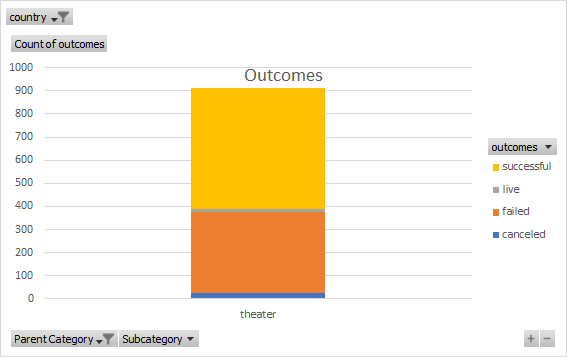 country
Count of outcomes
Outcomes
1000
900
800
700
600
500
400
300
200
100
0
theater
outcomes
successful
live
failed
canceled
Parent Category
Subcategory
+ −